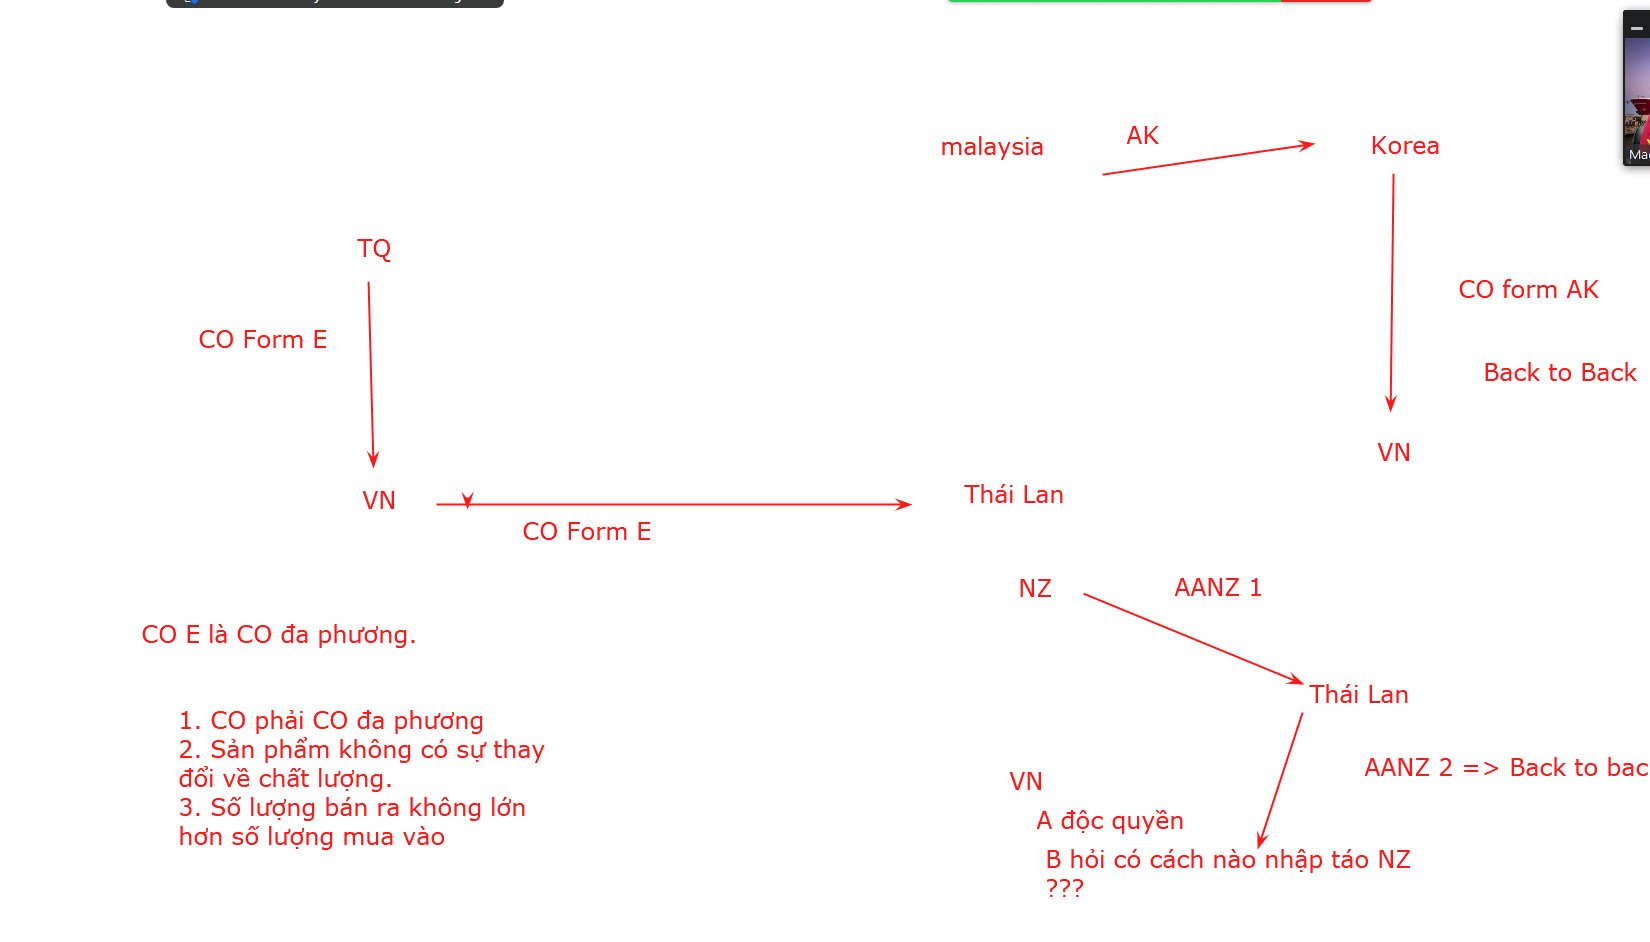 malaysia
AK
Korea
TQ
CO Form E
CO form AK
Back to Back
VN
VN
CO Form E
Thái Lan
NZ
AANZ 1
CO E là CO đa phương.
Thái Lan
1. CO phải CO đa phương
2. Sản phẩm không có sự thay
đổi về chất lượng.
3. Số lượng bán ra không lớn
hơn số lượng mua vào
AANZ 2 => Back to bac
VN
A độc quyền
B hỏi có cách nào nhập táo NZ
???